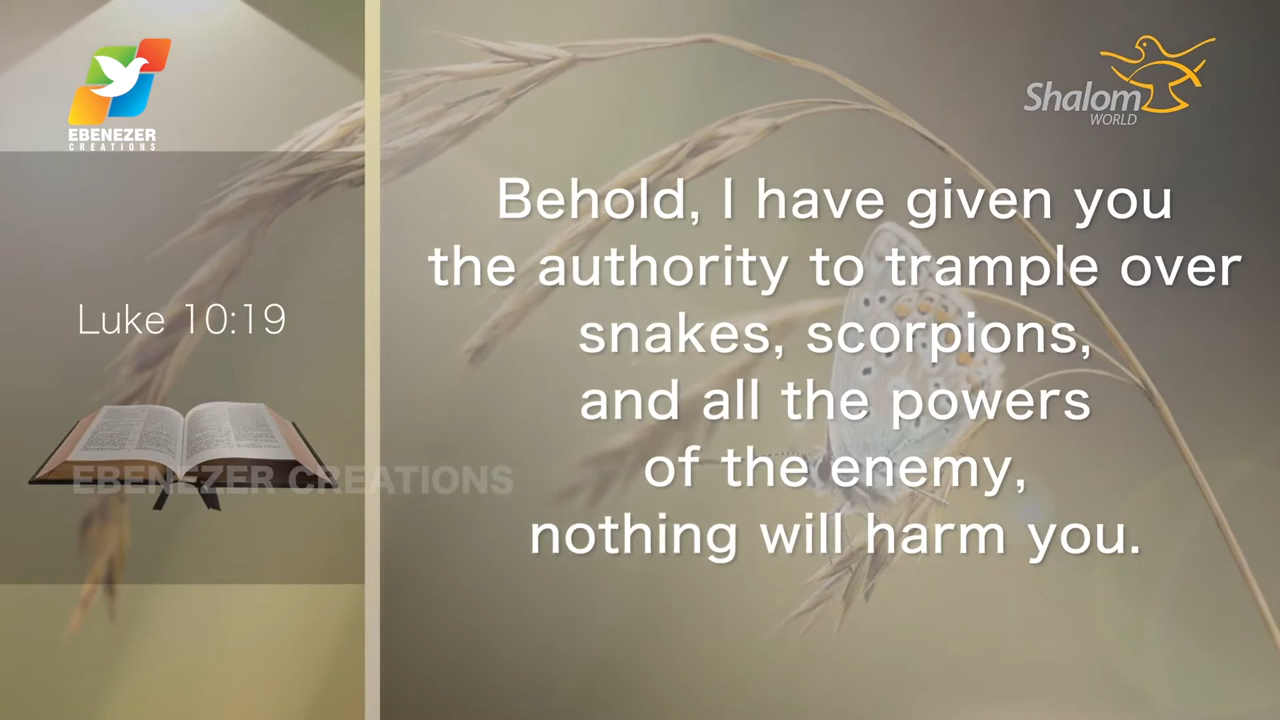 EBENEZER
CREATIONS
Shalom
WORLD
Luke 10:19
Behold, I have given you
the authority to trample over
snakes, scorpions,
and all the powers
of the enemy,
nothing will harm you.
EBENEZER CREATIONS